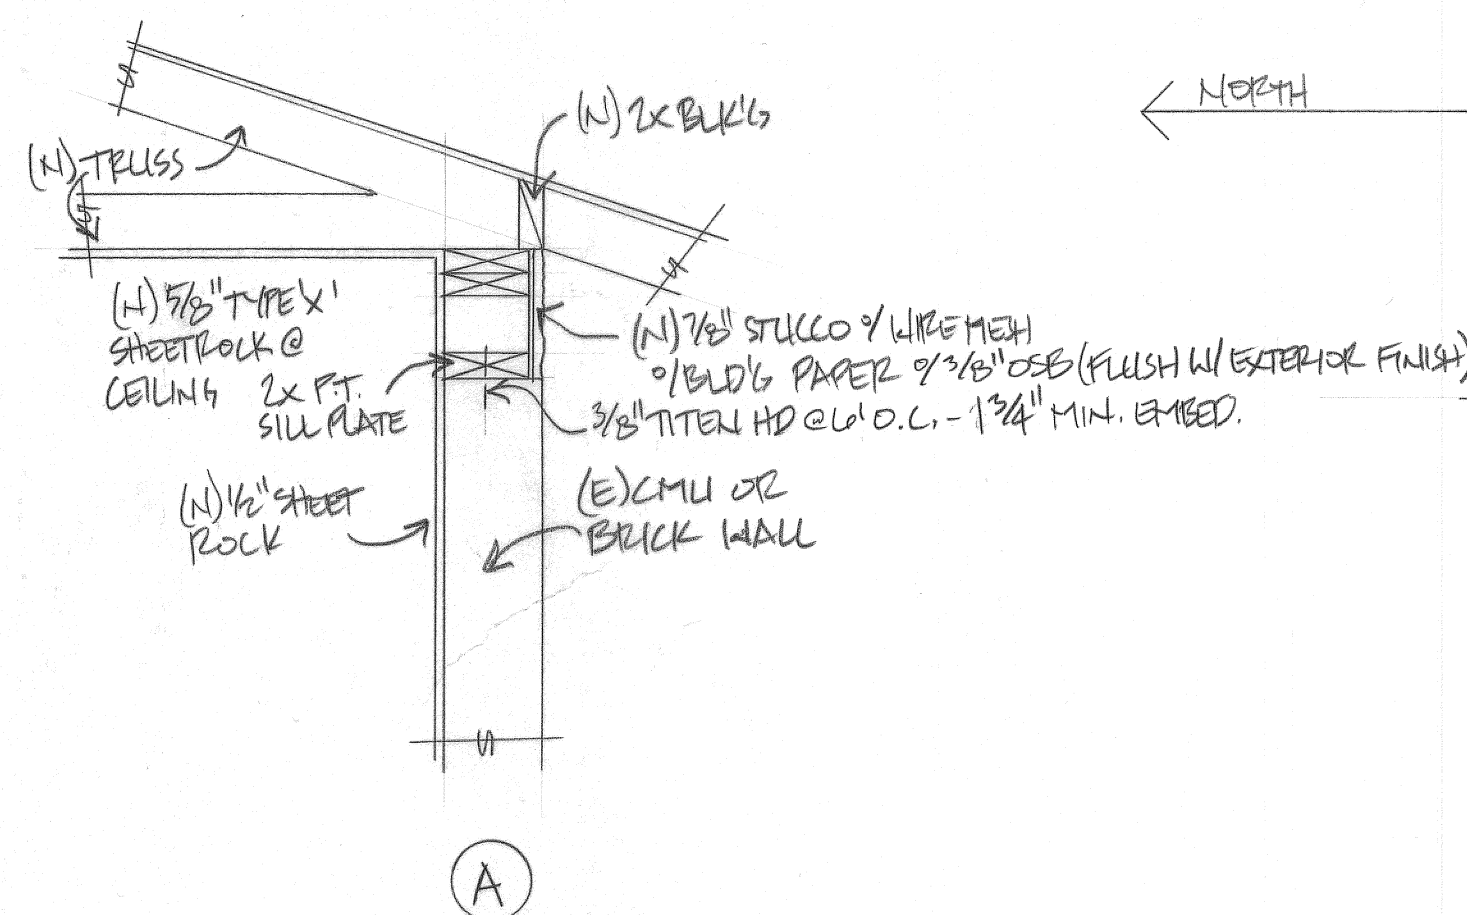 NORTH
(N) 2X BLK'G
(N) TRUSS
(N) 5/8" TYPE 'X'
SHEETROCK @
CEILING
2X P.T.
SILL PLATE
(N) 7/8" STUCCO o/ WIRE MESH
o/ BLD'G PAPER o/ 3/8" OSB (FLUSH W/ EXTERIOR FINISH)
3/8" TITEN HD @ 6' O.C. - 1 3/4" MIN. EMBED.
(N) 1/2" SHEET
ROCK
(E) CMU OR
BRICK WALL
A